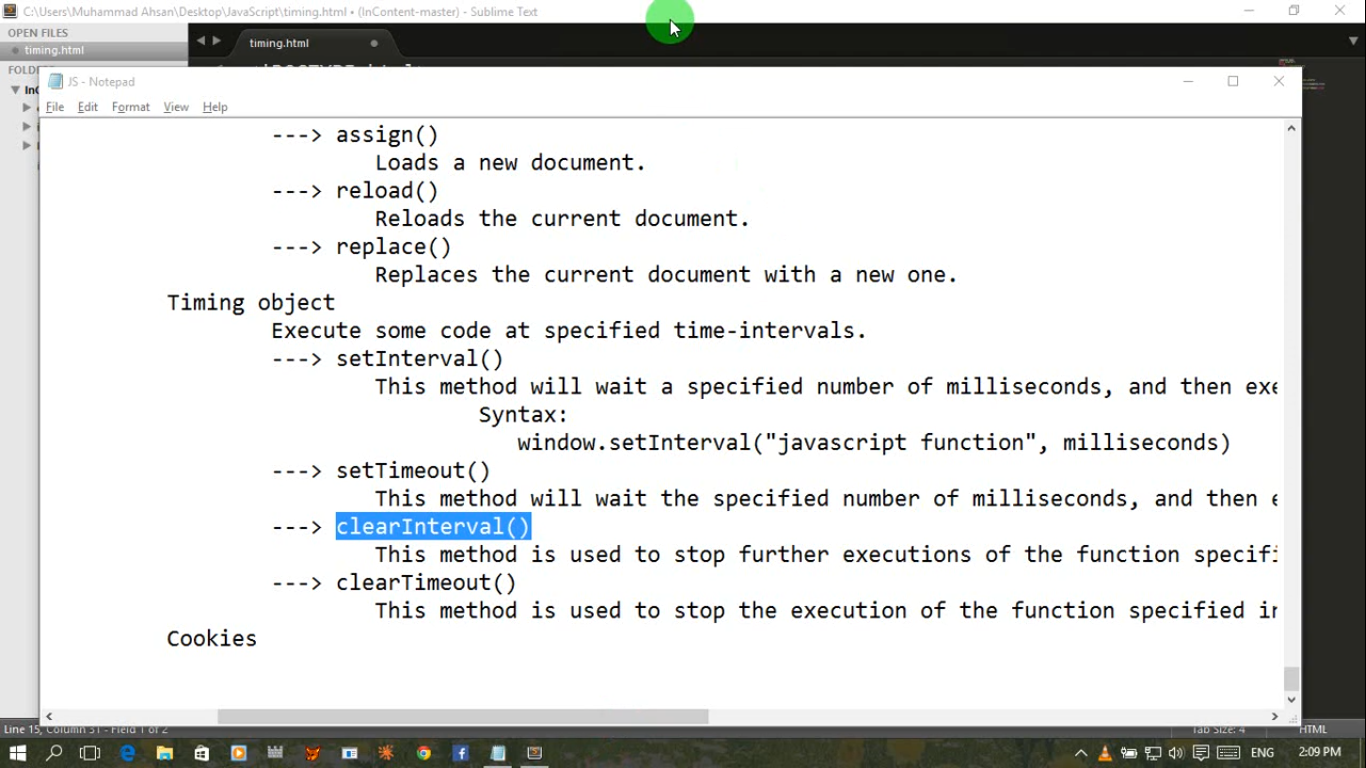 C:\Users\Muhammad Ahsan\Desktop\JavaScript\timing.html • (InContent-master) - Sublime Text
OPEN FILES
timing.html
timing.html
JS - Notepad
File Edit Format View Help
---> assign()
Loads a new document.
---> reload()
Reloads the current document.
---> replace()
Replaces the current document with a new one.
Timing object
Execute some code at specified time-intervals.
---> setInterval()
This method will wait a specified number of milliseconds, and then exe
Syntax:
window.setInterval("javascript function", milliseconds)
---> setTimeout()
This method will wait the specified number of milliseconds, and then e
---> clearInterval()
This method is used to stop further executions of the function specifi
---> clearTimeout()
This method is used to stop the execution of the function specified in
Cookies
Line 15, Column 31 - Field 1 of 2
Tab Size: 4
HTML
ENG
2:09 PM